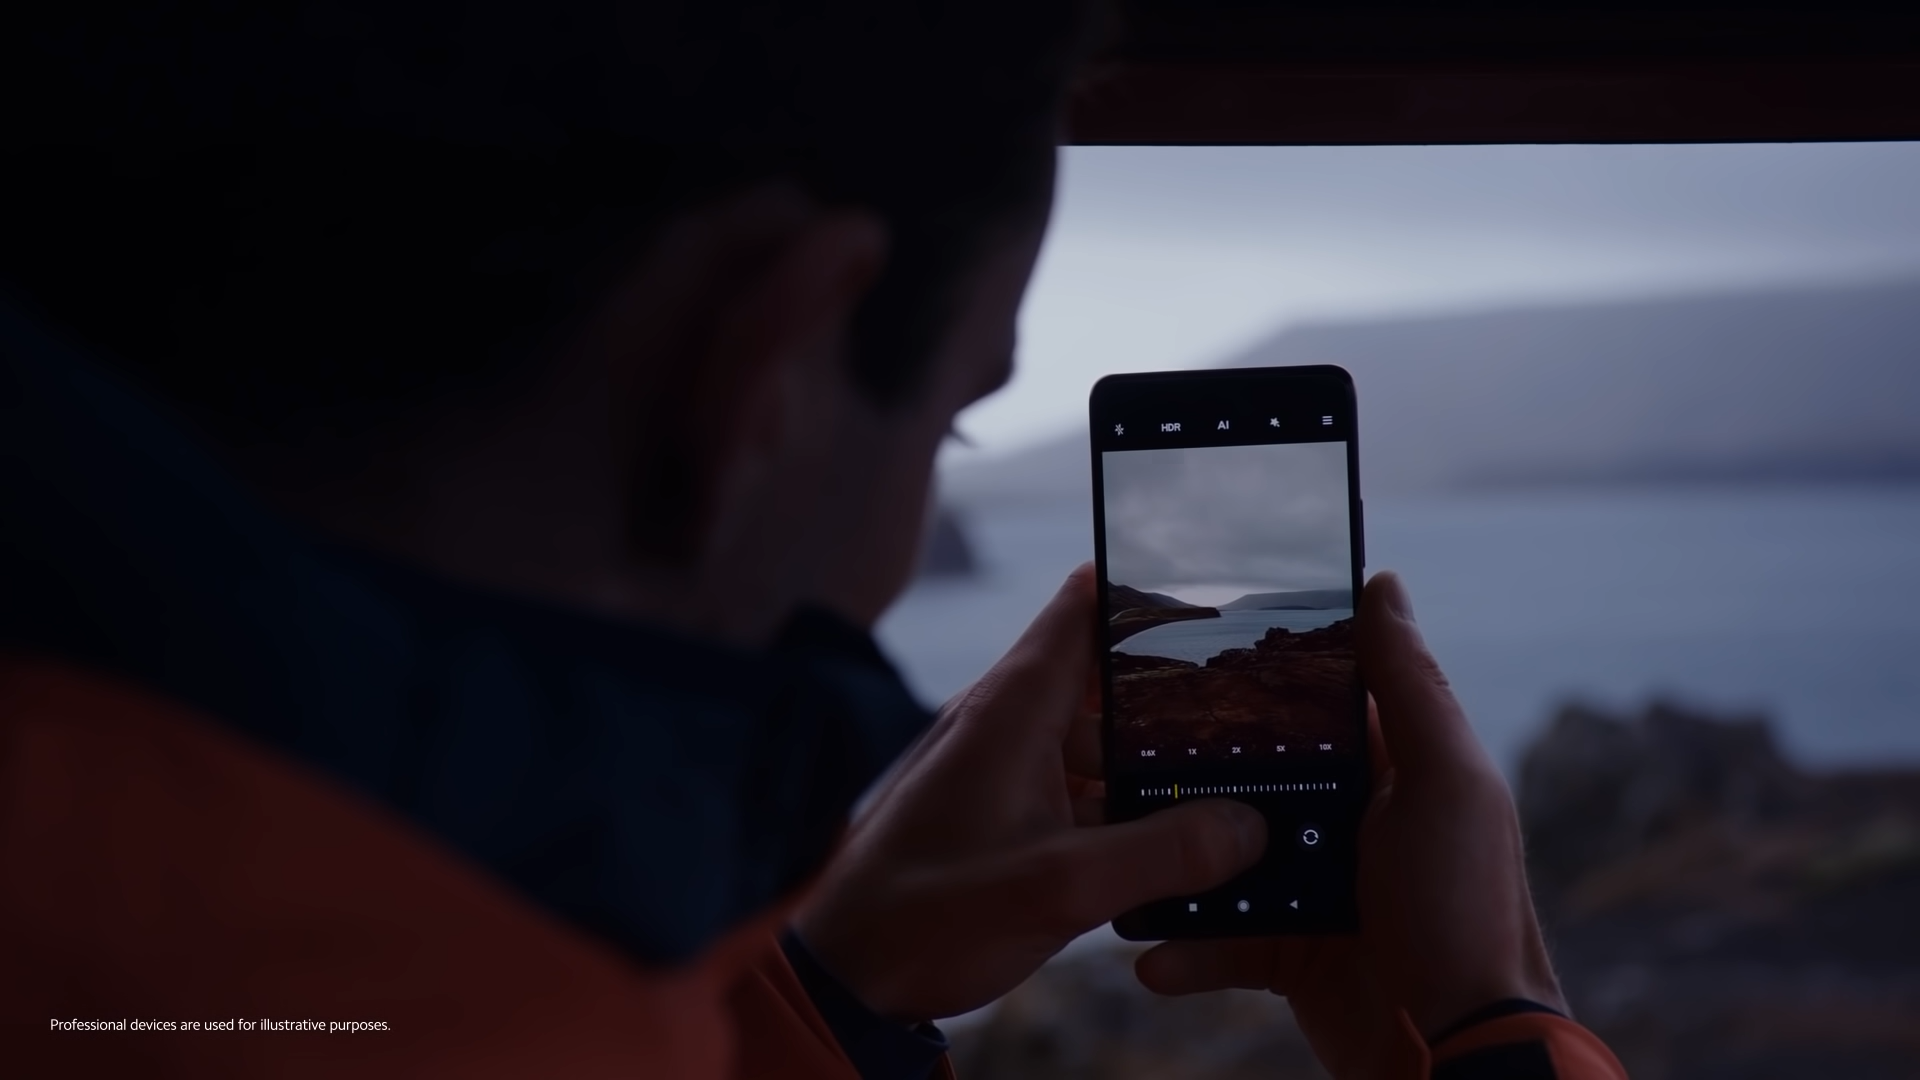 HDR AI
0.6X 1X 2X 5X 10X
Professional devices are used for illustrative purposes.